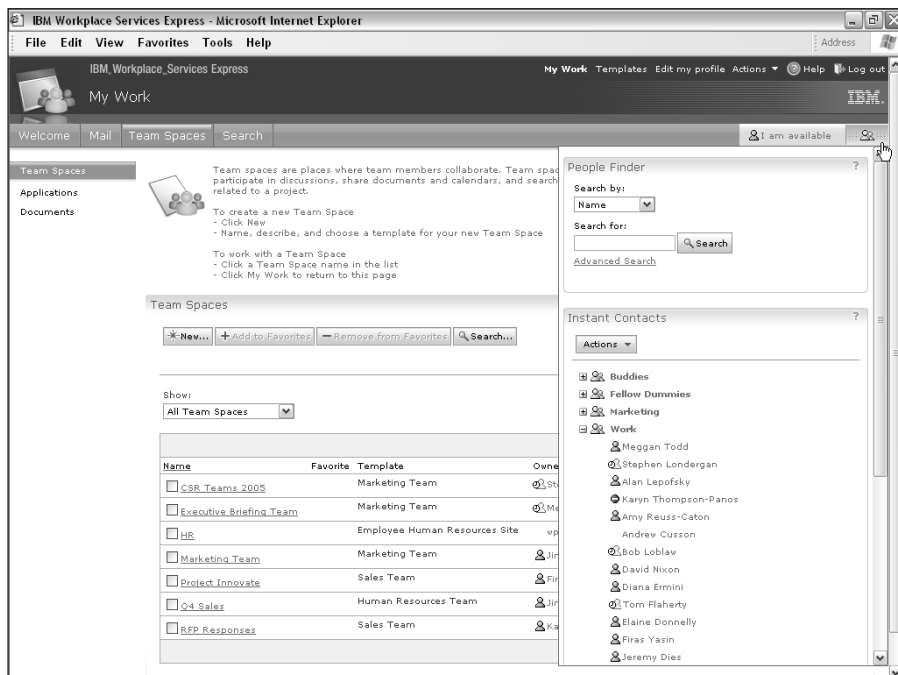 IBM Workplace Services Express - Microsoft Internet Explorer
File Edit View Favorites Tools Help
Address
IBM_Workplace_Services Express
My Work Templates Edit my profile Actions Help Log out
My Work
IBM.
Welcome Mail Team Spaces Search
I am available
Team Spaces
Applications
Documents
Team spaces are places where team members collaborate. Team spac
participate in discussions, share documents and calendars, and search
related to a project.
To create a new Team Space
- Click New
- Name, describe, and choose a template for your new Team Space
To work with a Team Space
- Click a Team Space name in the list
- Click My Work to return to this page
Team Spaces
New... Add to Favorites Remove from Favorites Search...
Show:
All Team Spaces
Name Favorite Template Owne
CSR Teams 2005 Marketing Team Ste
Executive Briefing Team Marketing Team Me
HR Employee Human Resources Site wp
Marketing Team Marketing Team Jin
Project Innovate Sales Team Fir
Q4 Sales Human Resources Team Jin
RFP Responses Sales Team Ka
People Finder ?
Search by:
Name
Search for:
Search
Advanced Search
Instant Contacts ?
Actions
Buddies
Fellow Dummies
Marketing
Work
Meggan Todd
Stephen Londergan
Alan Lepofsky
Karyn Thompson-Panos
Amy Reuss-Caton
Andrew Cusson
Bob Loblaw
David Nixon
Diana Ermini
Tom Flaherty
Elaine Donnelly
Firas Yasin
Jeremy Dies